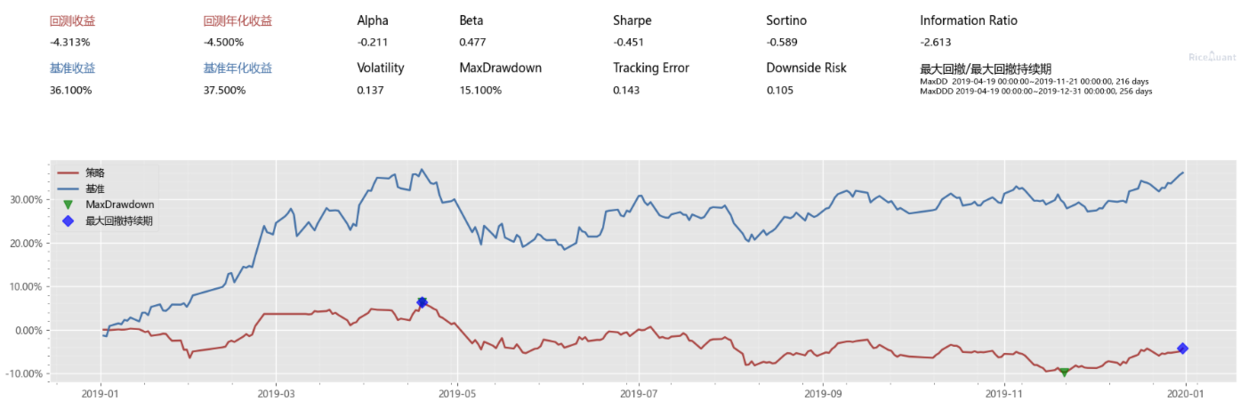 回测收益 回测年化收益 Alpha Beta Sharpe Sortino Information Ratio
-4.313% -4.500% -0.211 0.477 -0.451 -0.589 -2.613
RiceQuant
基准收益 基准年化收益 Volatility MaxDrawdown Tracking Error Downside Risk 最大回撤/最大回撤持续期
36.100% 37.500% 0.137 15.100% 0.143 0.105 MaxDD 2019-04-19 00:00:00~2019-11-21 00:00:00, 216 days
MaxDDD 2019-04-19 00:00:00~2019-12-31 00:00:00, 256 days
策略
基准
MaxDrawdown
最大回撤持续期
30.00%
20.00%
10.00%
0.00%
-10.00%
2019-01 2019-03 2019-05 2019-07 2019-09 2019-11 2020-01